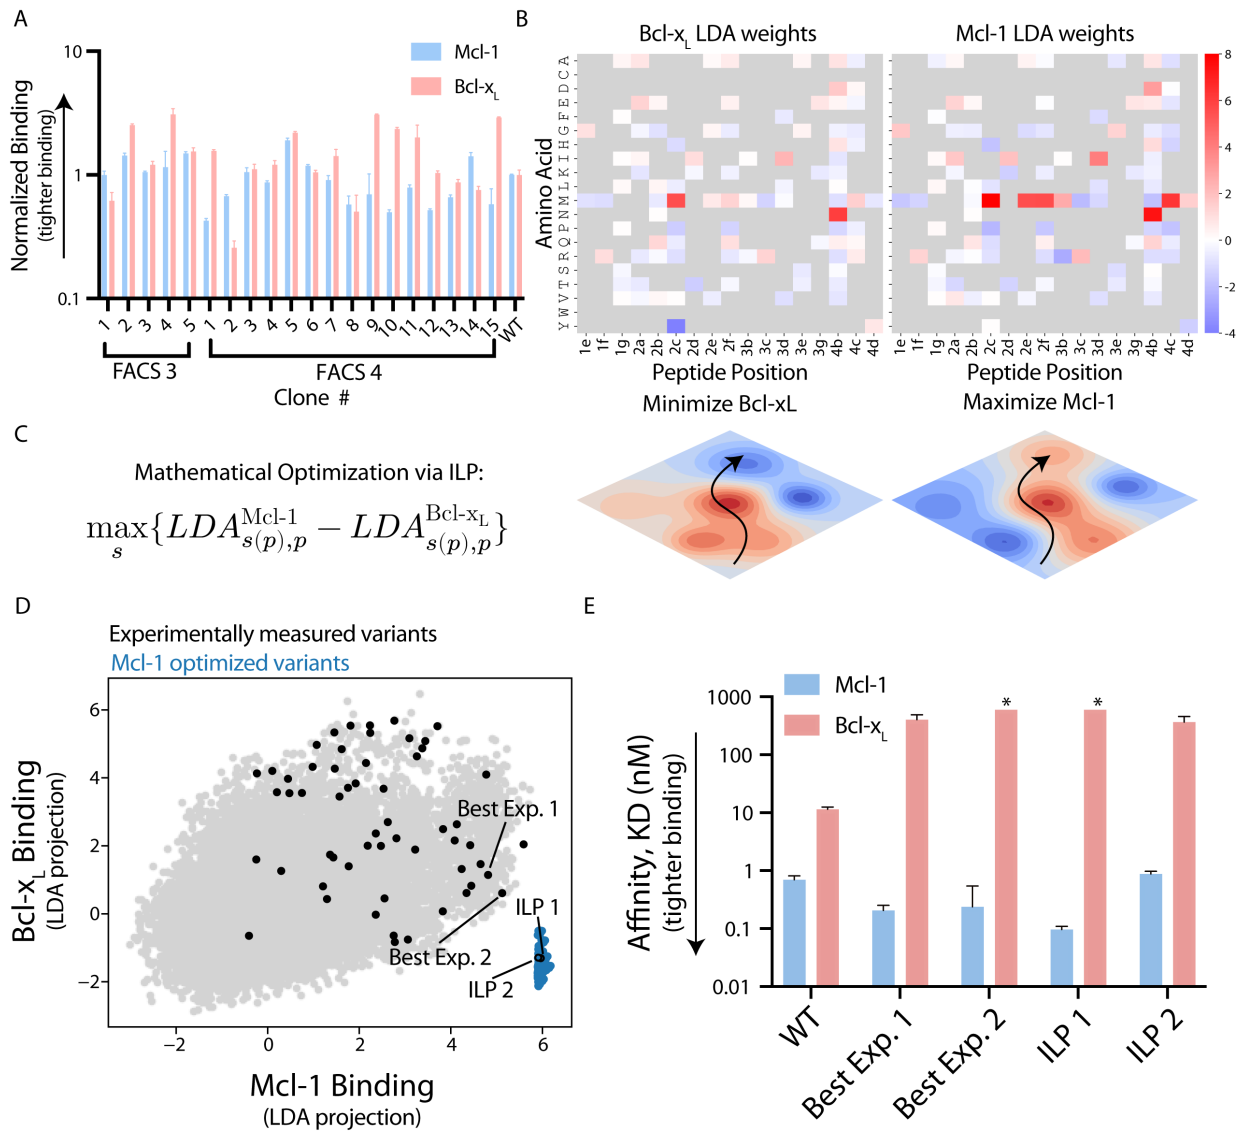 A
10
1
0.1
Normalized Binding
(tighter binding)
Mcl-1
Bcl-xL
1 2 3 4 5 1 2 3 4 5 6 7 8 9 10 11 12 13 14 15 WT
FACS 3
FACS 4
Clone #
B
Bcl-xL LDA weights
Mcl-1 LDA weights
Amino Acid
A
C
D
E
F
G
H
I
K
L
M
N
P
Q
R
S
T
V
W
Y
1e 1f 1g 2a 2b 2c 2d 2e 2f 3b 3c 3d 3e 3g 4b 4c 4d
1e 1f 1g 2a 2b 2c 2d 2e 2f 3b 3c 3d 3e 3g 4b 4c 4d
Peptide Position
Peptide Position
8
6
4
2
0
−2
−4
C
Mathematical Optimization via ILP:
max s {LDA^Mcl-1 s(p),p − LDA^Bcl-xL s(p),p}
Minimize Bcl-xL
Maximize Mcl-1
D
Experimentally measured variants
Mcl-1 optimized variants
Bcl-xL Binding
(LDA projection)
6
4
2
0
−2
Best Exp. 1
ILP 1
Best Exp. 2
ILP 2
−2 0 2 4 6
Mcl-1 Binding
(LDA projection)
E
Mcl-1
Bcl-xL
Affinity, KD (nM)
(tighter binding)
1000
100
10
1
0.1
0.01
* *
WT
Best Exp. 1
Best Exp. 2
ILP 1
ILP 2